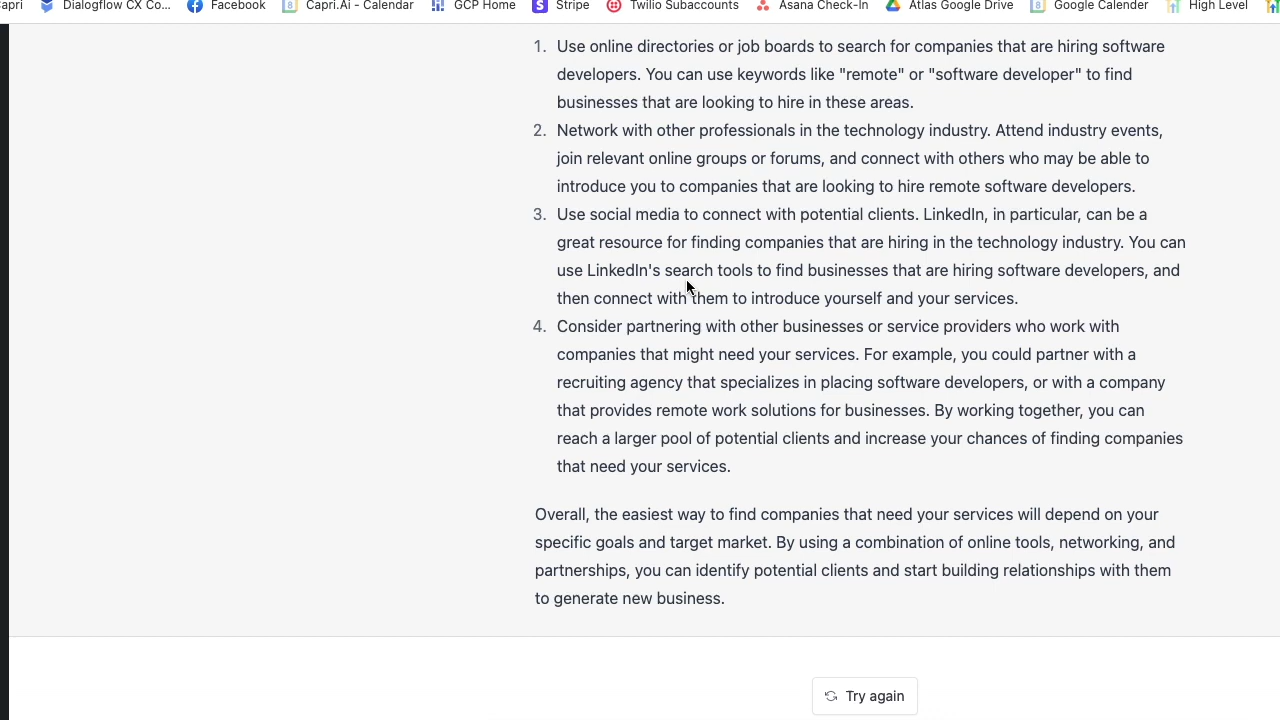 apri Dialogflow CX Co... Facebook Capri.Ai - Calendar GCP Home Stripe Twilio Subaccounts Asana Check-In Atlas Google Drive Google Calender High Level
1. Use online directories or job boards to search for companies that are hiring software
developers. You can use keywords like "remote" or "software developer" to find
businesses that are looking to hire in these areas.
2. Network with other professionals in the technology industry. Attend industry events,
join relevant online groups or forums, and connect with others who may be able to
introduce you to companies that are looking to hire remote software developers.
3. Use social media to connect with potential clients. LinkedIn, in particular, can be a
great resource for finding companies that are hiring in the technology industry. You can
use LinkedIn's search tools to find businesses that are hiring software developers, and
then connect with them to introduce yourself and your services.
4. Consider partnering with other businesses or service providers who work with
companies that might need your services. For example, you could partner with a
recruiting agency that specializes in placing software developers, or with a company
that provides remote work solutions for businesses. By working together, you can
reach a larger pool of potential clients and increase your chances of finding companies
that need your services.
Overall, the easiest way to find companies that need your services will depend on your
specific goals and target market. By using a combination of online tools, networking, and
partnerships, you can identify potential clients and start building relationships with them
to generate new business.
Try again